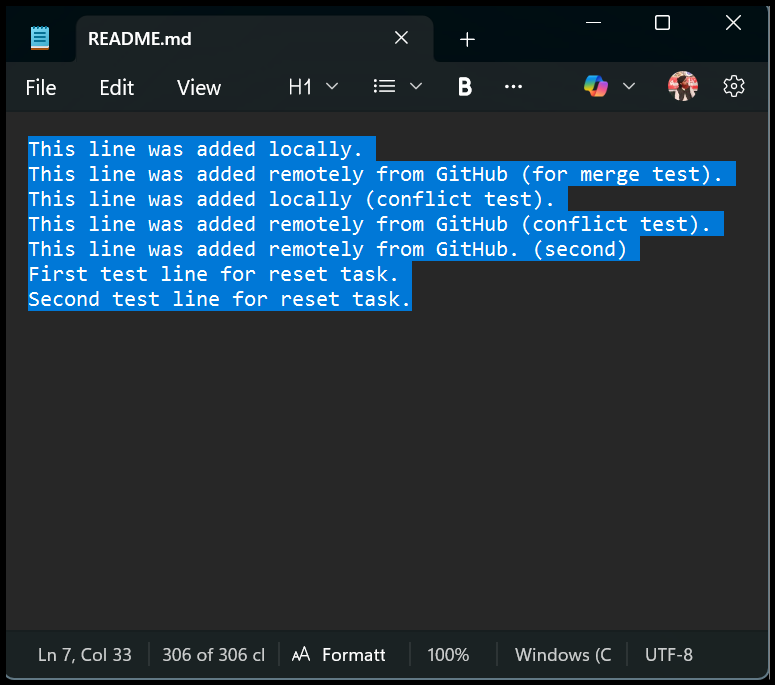 README.md
File Edit View H1 B ...
This line was added locally.
This line was added remotely from GitHub (for merge test).
This line was added locally (conflict test).
This line was added remotely from GitHub (conflict test).
This line was added remotely from GitHub. (second)
First test line for reset task.
Second test line for reset task.
Ln 7, Col 33 306 of 306 cl AA Formatt 100% Windows (C UTF-8